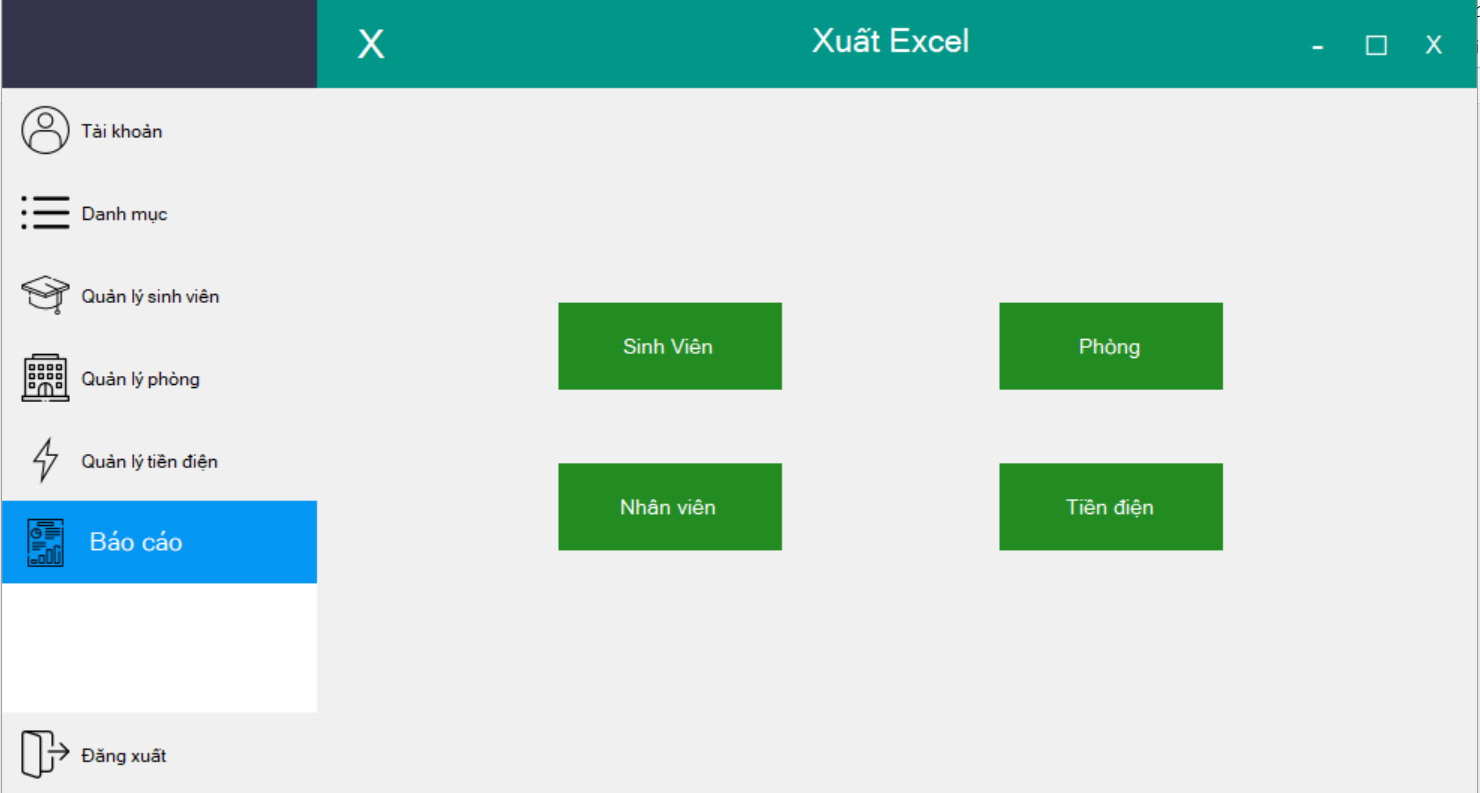 X
Xuất Excel
- □ X
Tài khoản
Danh mục
Quản lý sinh viên
Quản lý phòng
Quản lý tiền điện
Báo cáo
Đăng xuất
Sinh Viên
Phòng
Nhân viên
Tiền điện